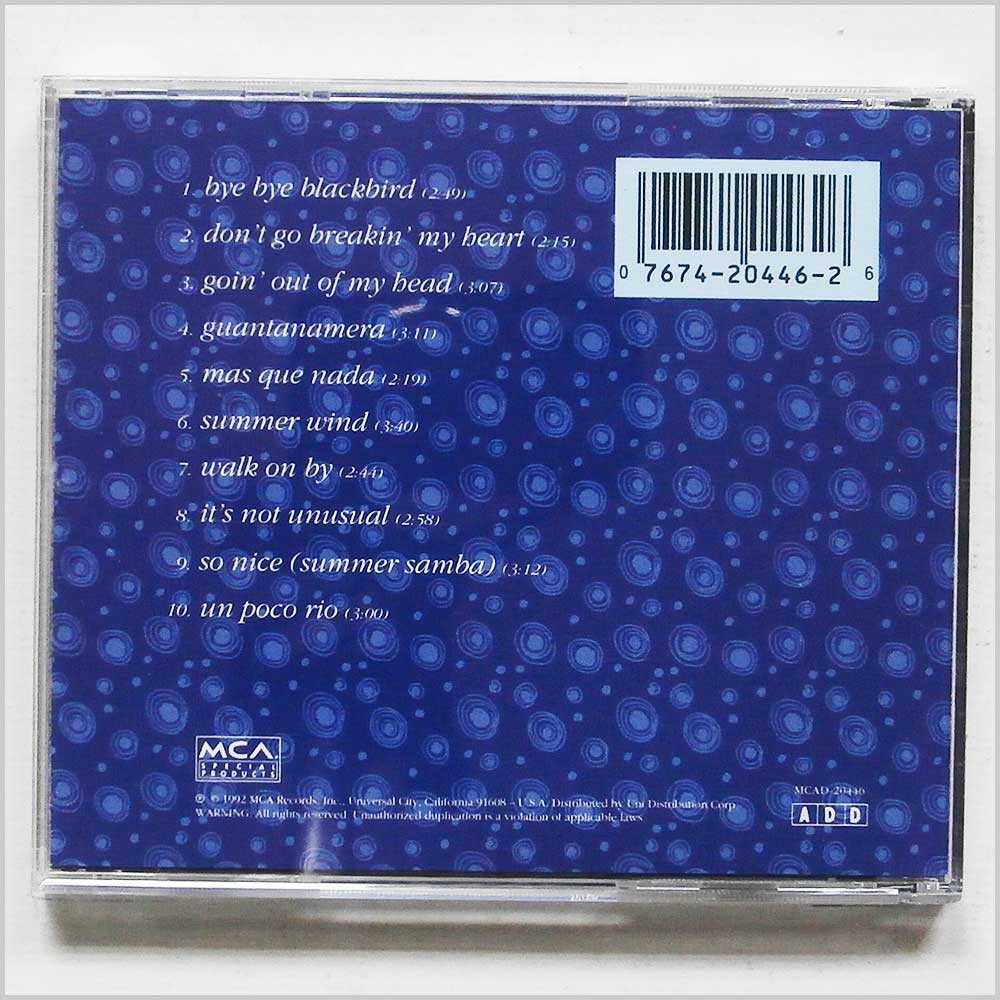 1. bye bye blackbird (2:49)
2. don't go breakin' my heart (2:15)
3. goin' out of my head (3:07)
4. guantanamera (3:11)
5. mas que nada (2:19)
6. summer wind (3:40)
7. walk on by (2:44)
8. it's not unusual (2:58)
9. so nice (summer samba) (3:12)
10. un poco rio (3:00)
0 7674-20446-2 6
MCA
SPECIAL
PRODUCTS
℗ © 1992 MCA Records, Inc., Universal City, California 91608 – U.S.A. Distributed by Uni Distribution Corp.
WARNING: All rights reserved. Unauthorized duplication is a violation of applicable laws.
MCAD-20446
A D D